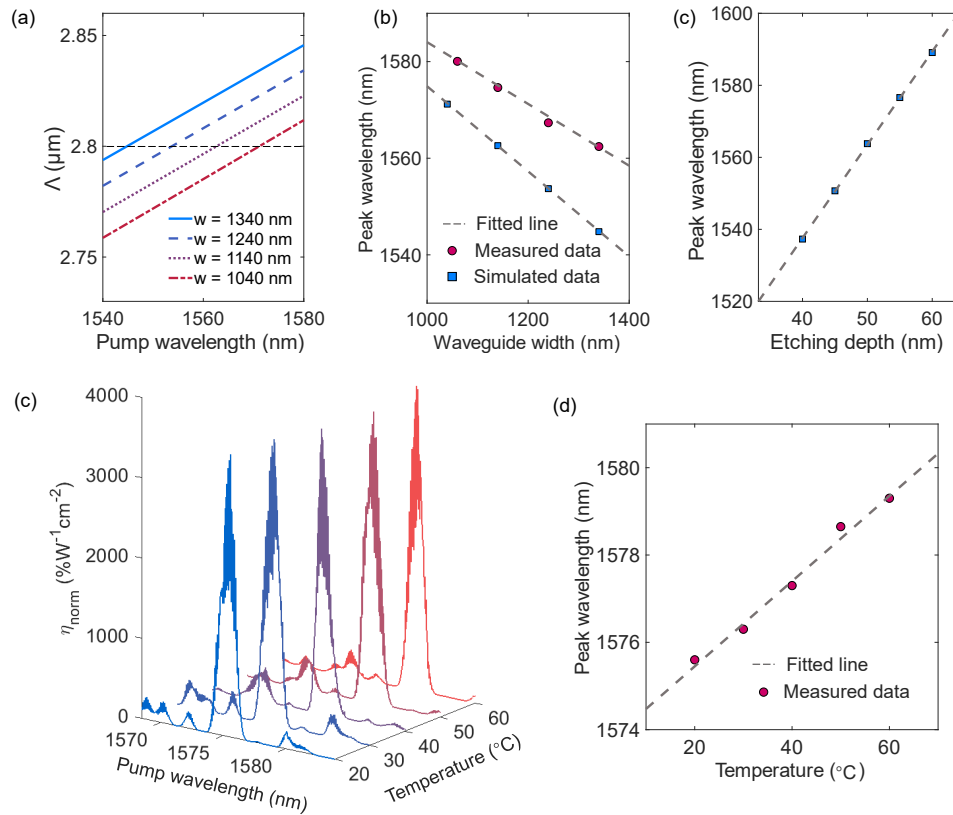 (a)
2.85
2.8
2.75
Λ (µm)
w = 1340 nm
w = 1240 nm
w = 1140 nm
w = 1040 nm
1540
1560
1580
Pump wavelength (nm)
(b)
1580
1560
1540
Peak wavelength (nm)
Fitted line
Measured data
Simulated data
1000
1200
1400
Waveguide width (nm)
(c)
1600
1580
1560
1540
1520
Peak wavelength (nm)
40
50
60
Etching depth (nm)
(c)
4000
3000
2000
1000
0
ηnorm (%W⁻¹cm⁻²)
1570
1575
1580
Pump wavelength (nm)
20
30
40
50
60
Temperature (°C)
(d)
1580
1578
1576
1574
Peak wavelength (nm)
Fitted line
Measured data
20
40
60
Temperature (°C)